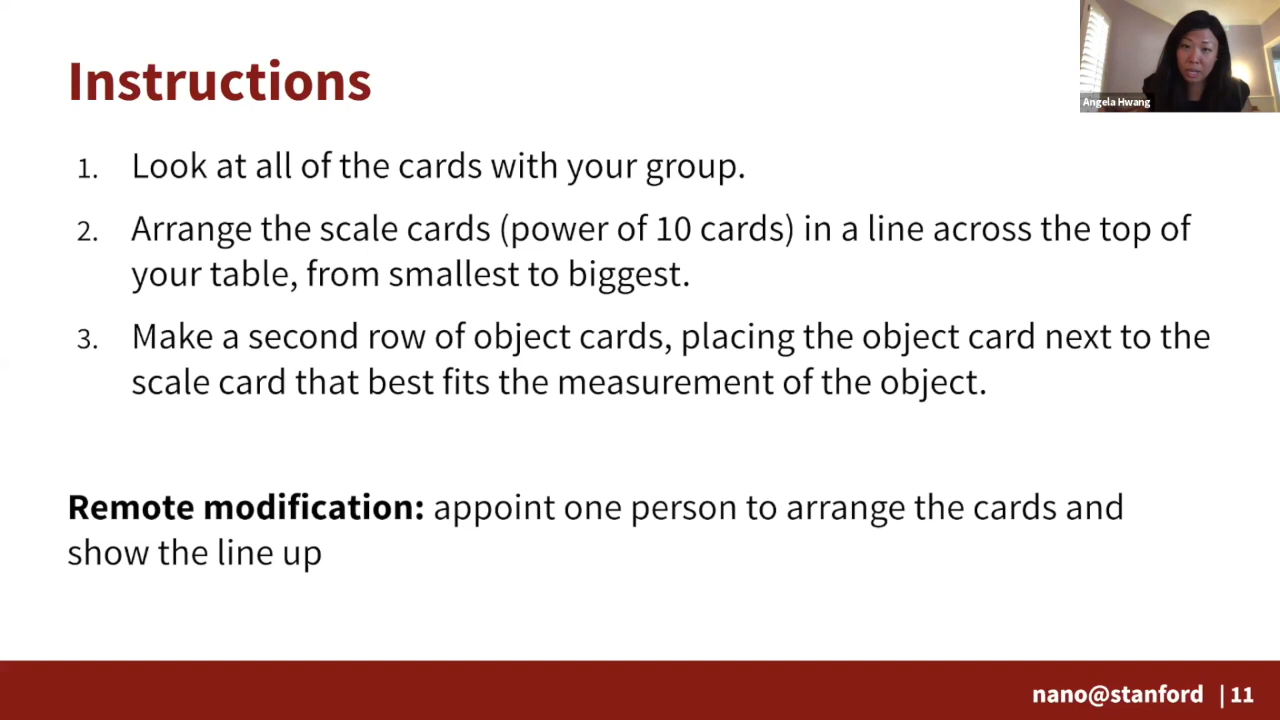 Instructions
Angela Hwang
1. Look at all of the cards with your group.
2. Arrange the scale cards (power of 10 cards) in a line across the top of
your table, from smallest to biggest.
3. Make a second row of object cards, placing the object card next to the
scale card that best fits the measurement of the object.
Remote modification: appoint one person to arrange the cards and
show the line up
nano@stanford | 11